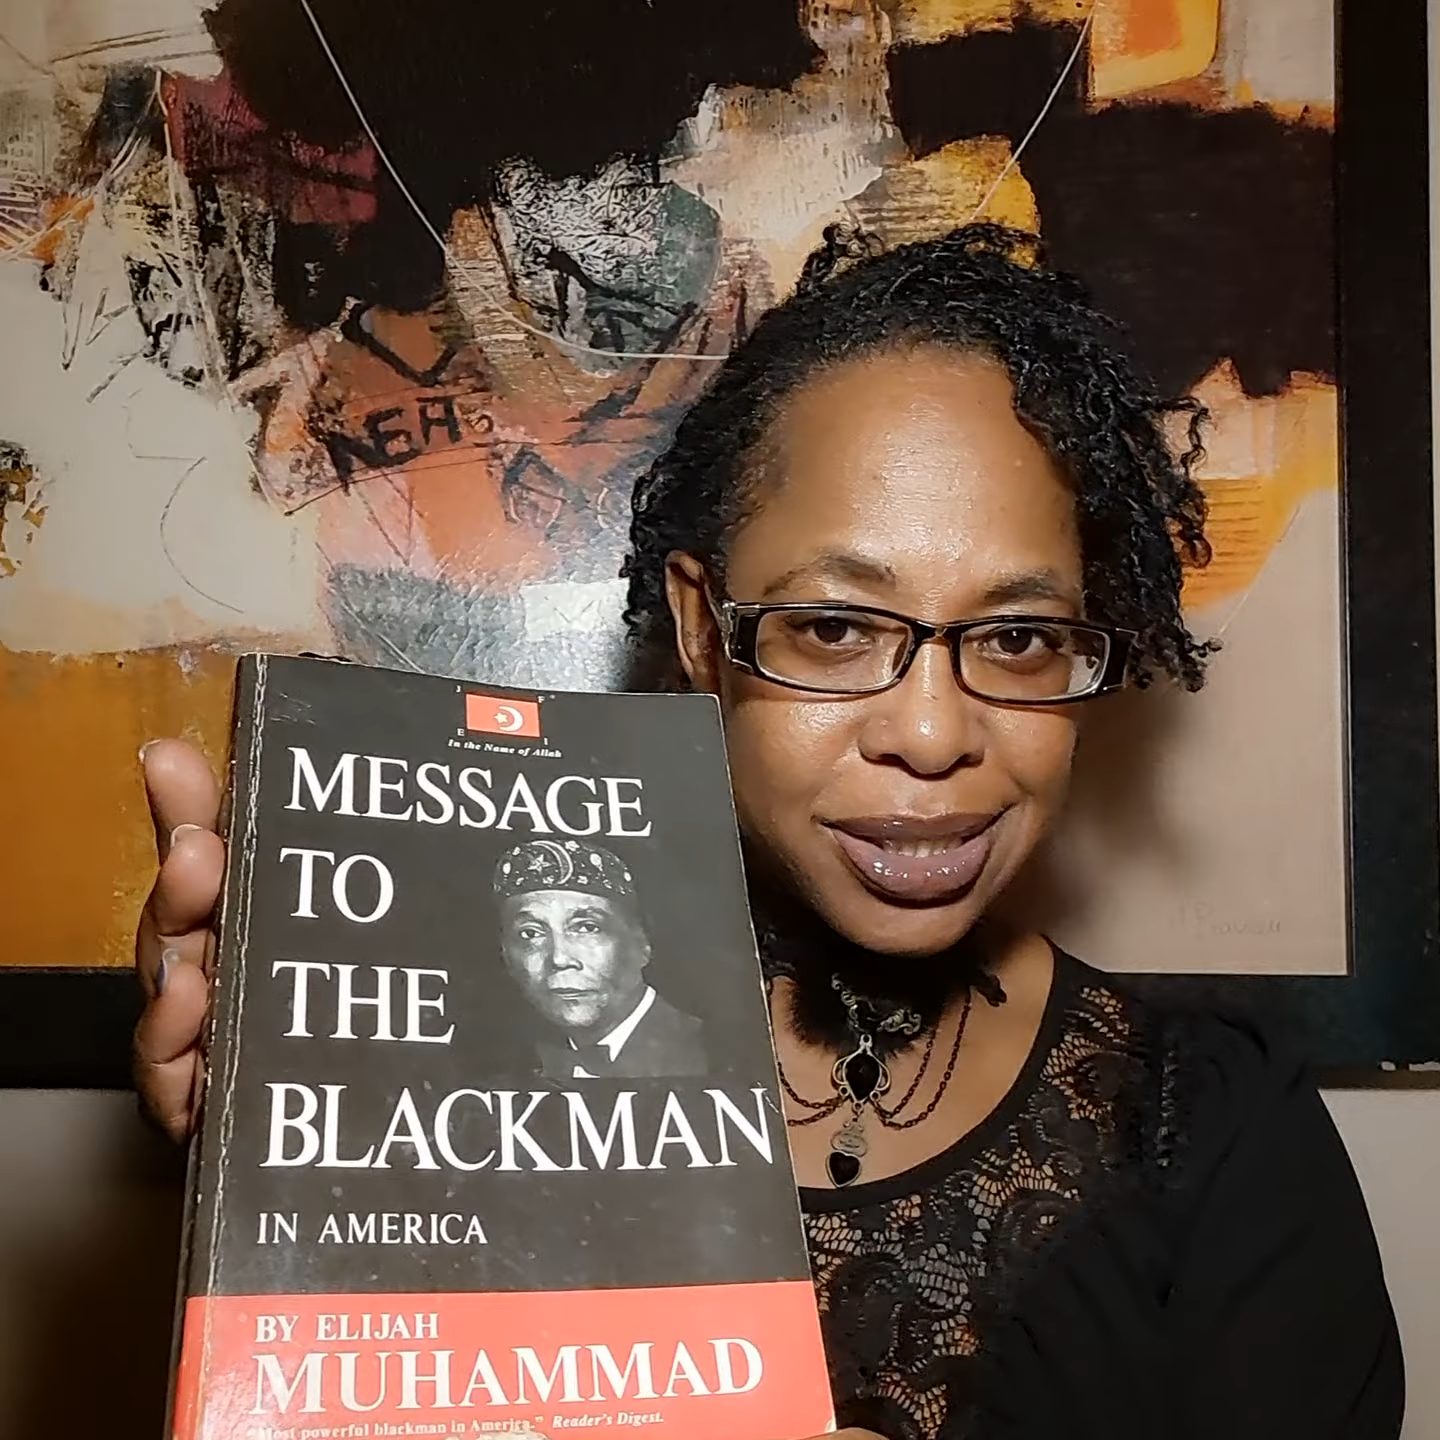 J F
E I
In the Name of Allah
MESSAGE
TO
THE
BLACKMAN
IN AMERICA
BY ELIJAH
MUHAMMAD
"Most powerful blackman in America." Reader's Digest.